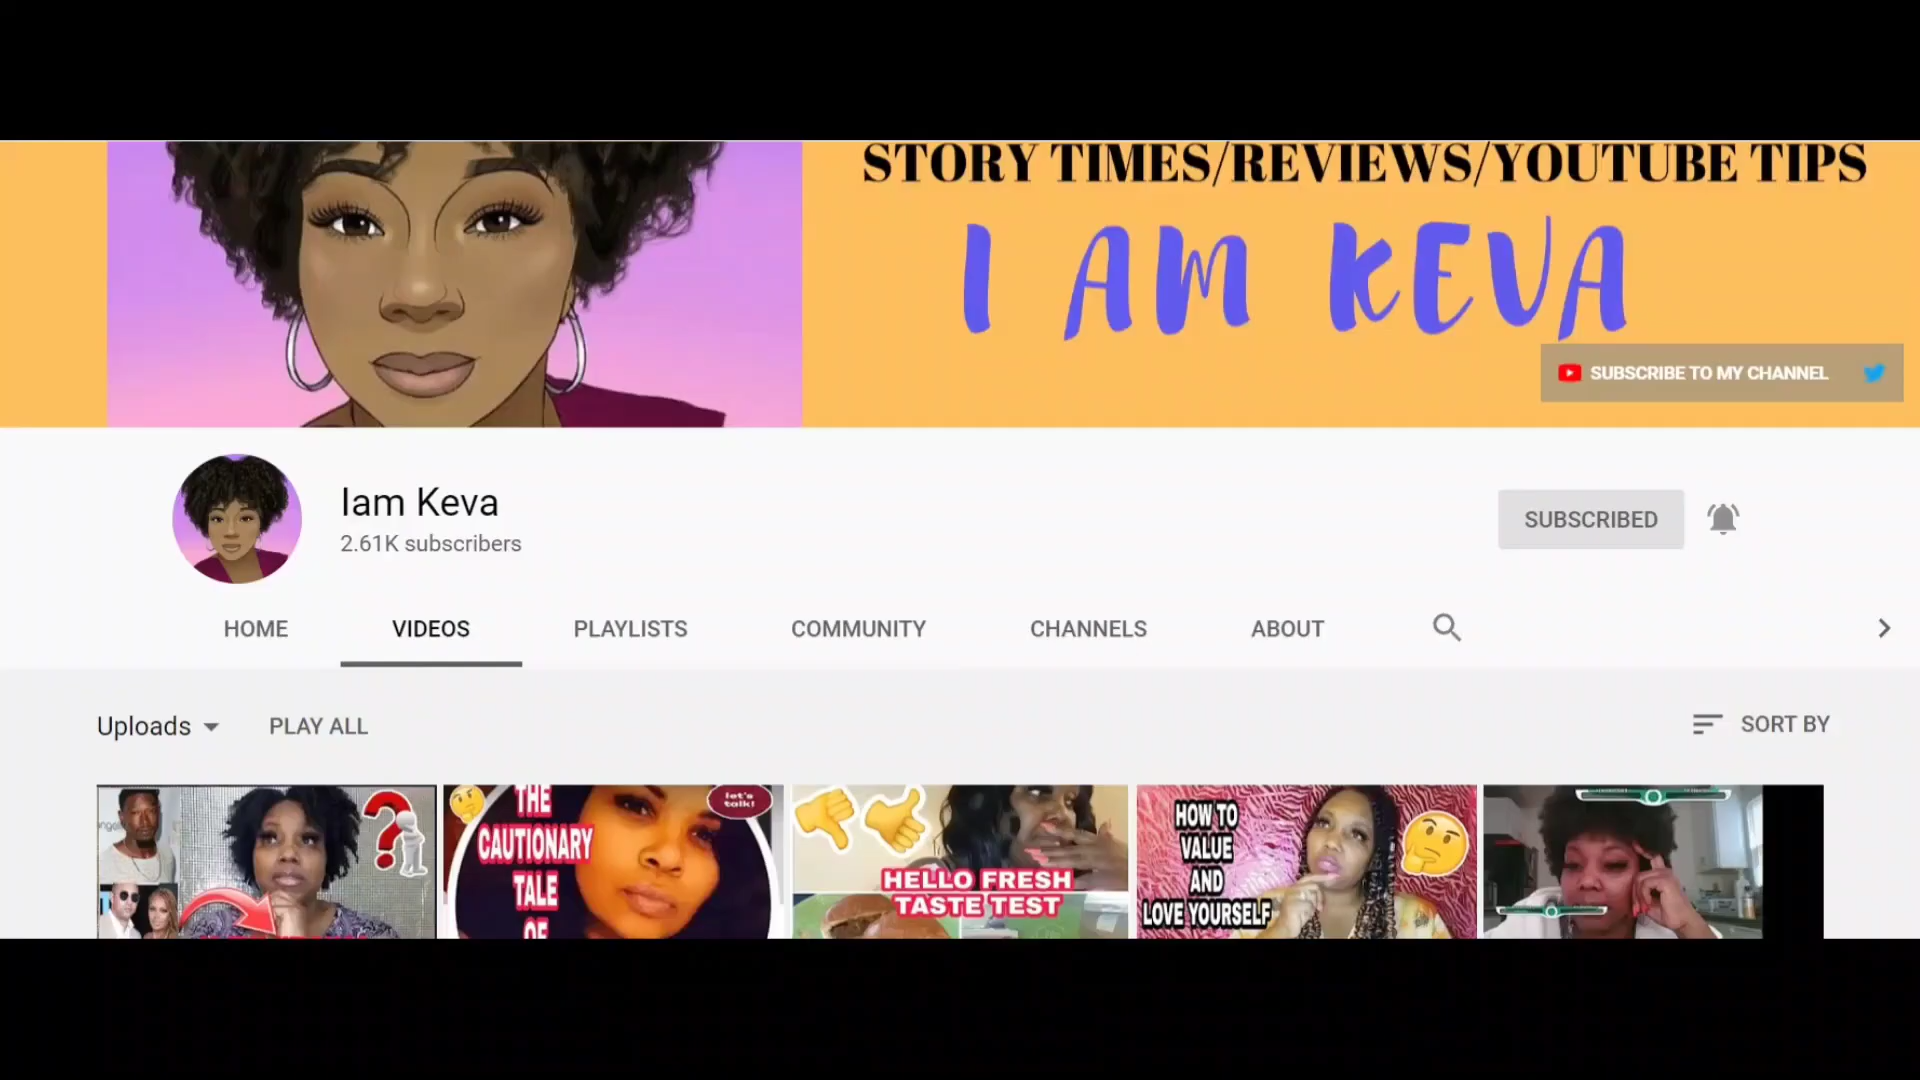 STORY TIMES/REVIEWS/YOUTUBE TIPS
I AM KEVA
SUBSCRIBE TO MY CHANNEL
Iam Keva
2.61K subscribers
SUBSCRIBED
HOME VIDEOS PLAYLISTS COMMUNITY CHANNELS ABOUT
Uploads PLAY ALL SORT BY
THE
CAUTIONARY
TALE
OF
let's
talk!
HELLO FRESH
TASTE TEST
HOW TO
VALUE
AND
LOVE YOURSELF